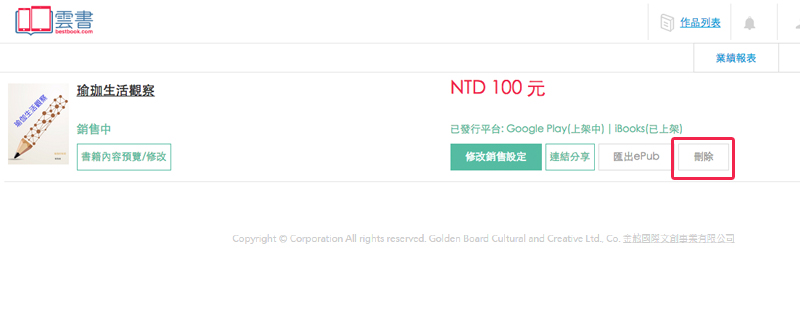 雲書
bestbook.com
作品列表
業績報表
瑜珈生活觀察
瑜珈生活觀察
銷售中
書籍內容預覽/修改
NTD 100 元
已發行平台: Google Play(上架中) | iBooks(已上架)
修改銷售設定 連結分享 匯出ePub 刪除
Copyright © Corporation All rights reserved. Golden Board Cultural and Creative Ltd., Co. 金舫國際文創事業有限公司